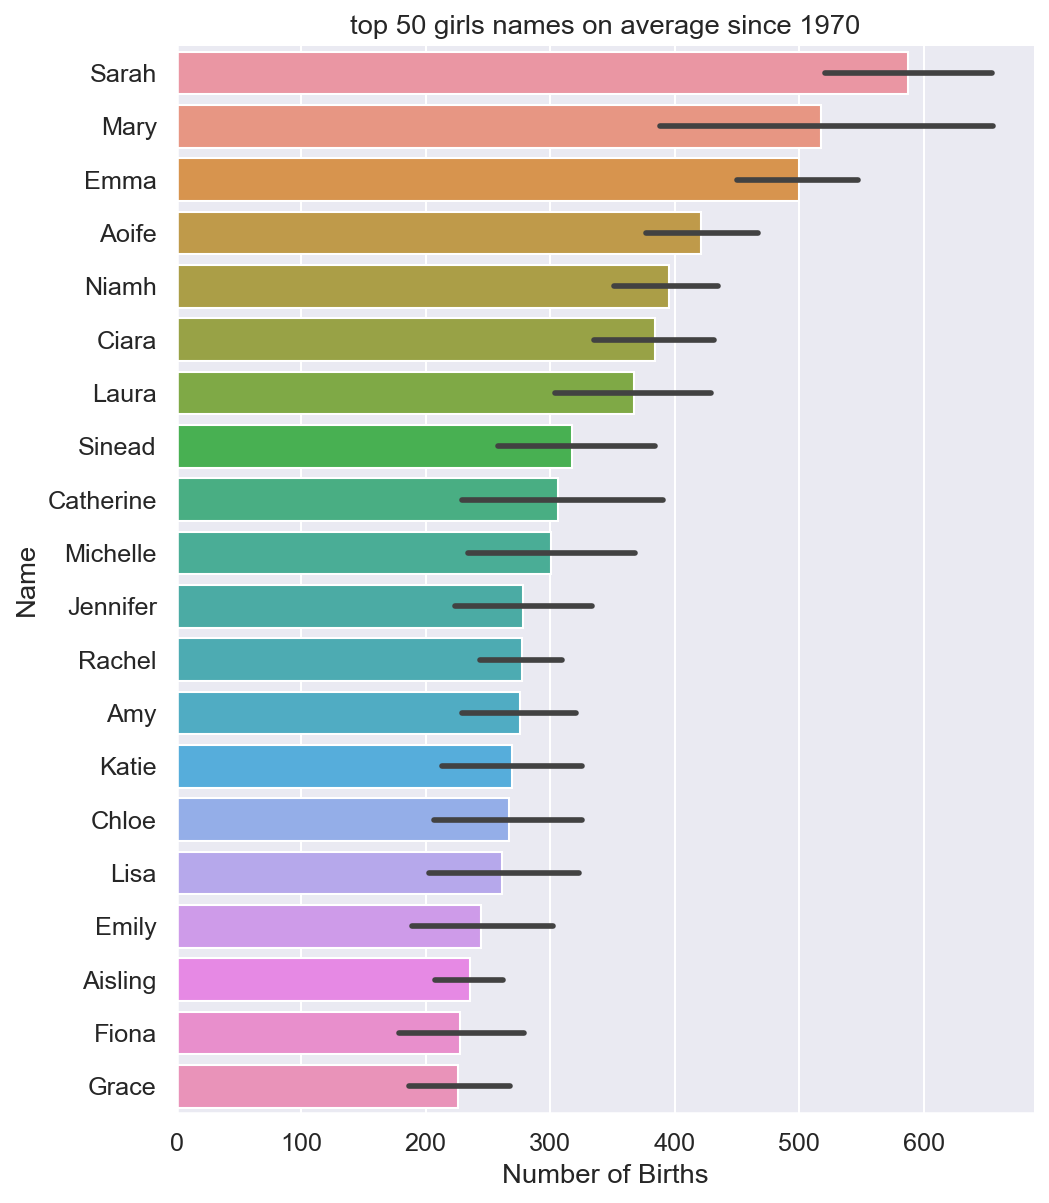 top 50 girls names on average since 1970
Sarah
Mary
Emma
Aoife
Niamh
Ciara
Laura
Sinead
Catherine
Michelle
Jennifer
Rachel
Amy
Katie
Chloe
Lisa
Emily
Aisling
Fiona
Grace
Name
0 100 200 300 400 500 600
Number of Births